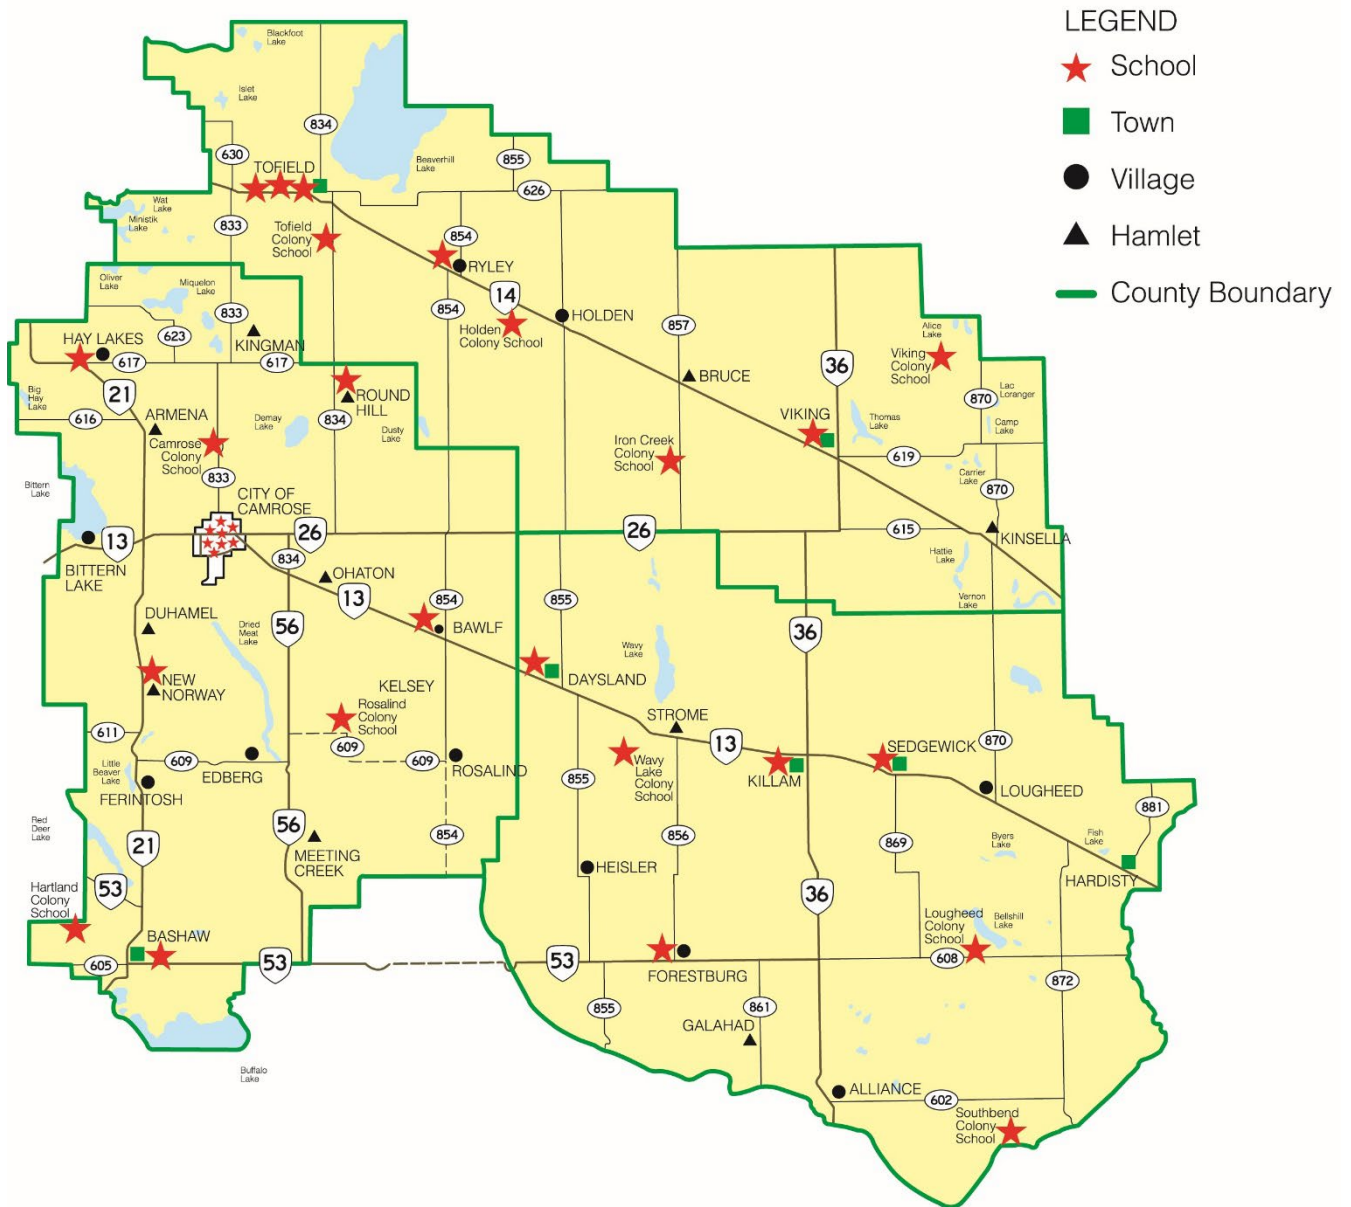 LEGEND
School
Town
Village
Hamlet
County Boundary
Blackfoot
Lake
Islet
Lake
834
630
TOFIELD
Beaverhill
Lake
855
626
Wat
Lake
Ministik
Lake
833
Tofield
Colony
School
854
RYLEY
Oliver
Lake
Miquelon
Lake
833
854
14
HOLDEN
Holden
Colony School
857
623
KINGMAN
HAY LAKES
617
617
Alice
Lake
Viking
Colony
School
36
BRUCE
Big
Hay
Lake
21
616
ARMENA
Camrose
Colony
School
Demay
Lake
ROUND
HILL
834
Dusty
Lake
870
Lac
Loranger
Camp
Lake
VIKING
Thomas
Lake
619
Iron Creek
Colony
School
Carrier
Lake
870
Bittern
Lake
833
CITY OF
CAMROSE
13
26
26
615
KINSELLA
BITTERN
LAKE
834
OHATON
13
Hattie
Lake
Vernon
Lake
DUHAMEL
Dried
Meat
Lake
56
854
BAWLF
855
Wavy
Lake
36
NEW
NORWAY
KELSEY
Rosalind
Colony
School
DAYSLAND
STROME
611
609
609
609
EDBERG
ROSALIND
Little
Beaver
Lake
FERINTOSH
13
855
Wavy
Lake
Colony
School
KILLAM
SEDGEWICK
870
LOUGHEED
881
Red
Deer
Lake
21
56
854
MEETING
CREEK
856
869
Byers
Lake
Fish
Lake
HEISLER
HARDISTY
53
36
Hartland
Colony
School
Lougheed
Colony
School
Bellshill
Lake
BASHAW
605
53
53
FORESTBURG
608
855
861
872
GALAHAD
Buffalo
Lake
ALLIANCE
602
Southbend
Colony
School